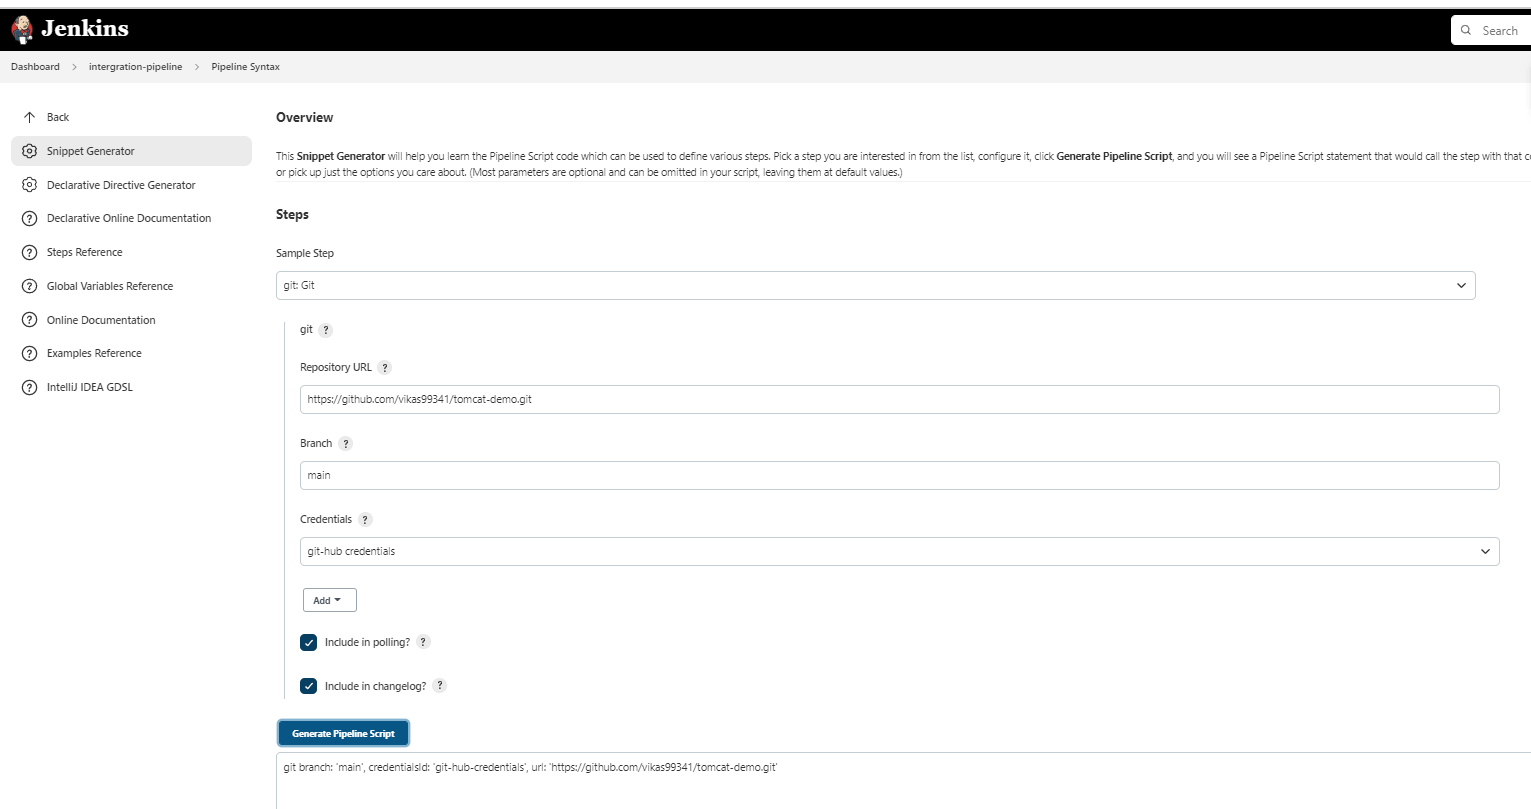 Jenkins
Search
Dashboard > intergration-pipeline > Pipeline Syntax
Back
Snippet Generator
Declarative Directive Generator
Declarative Online Documentation
Steps Reference
Global Variables Reference
Online Documentation
Examples Reference
IntelliJ IDEA GDSL
Overview
This Snippet Generator will help you learn the Pipeline Script code which can be used to define various steps. Pick a step you are interested in from the list, configure it, click Generate Pipeline Script, and you will see a Pipeline Script statement that would call the step with that
or pick up just the options you care about. (Most parameters are optional and can be omitted in your script, leaving them at default values.)
Steps
Sample Step
git: Git
git ?
Repository URL ?
https://github.com/vikas99341/tomcat-demo.git
Branch ?
main
Credentials ?
git-hub credentials
Add
Include in polling? ?
Include in changelog? ?
Generate Pipeline Script
git branch: 'main', credentialsId: 'git-hub-credentials', url: 'https://github.com/vikas99341/tomcat-demo.git'